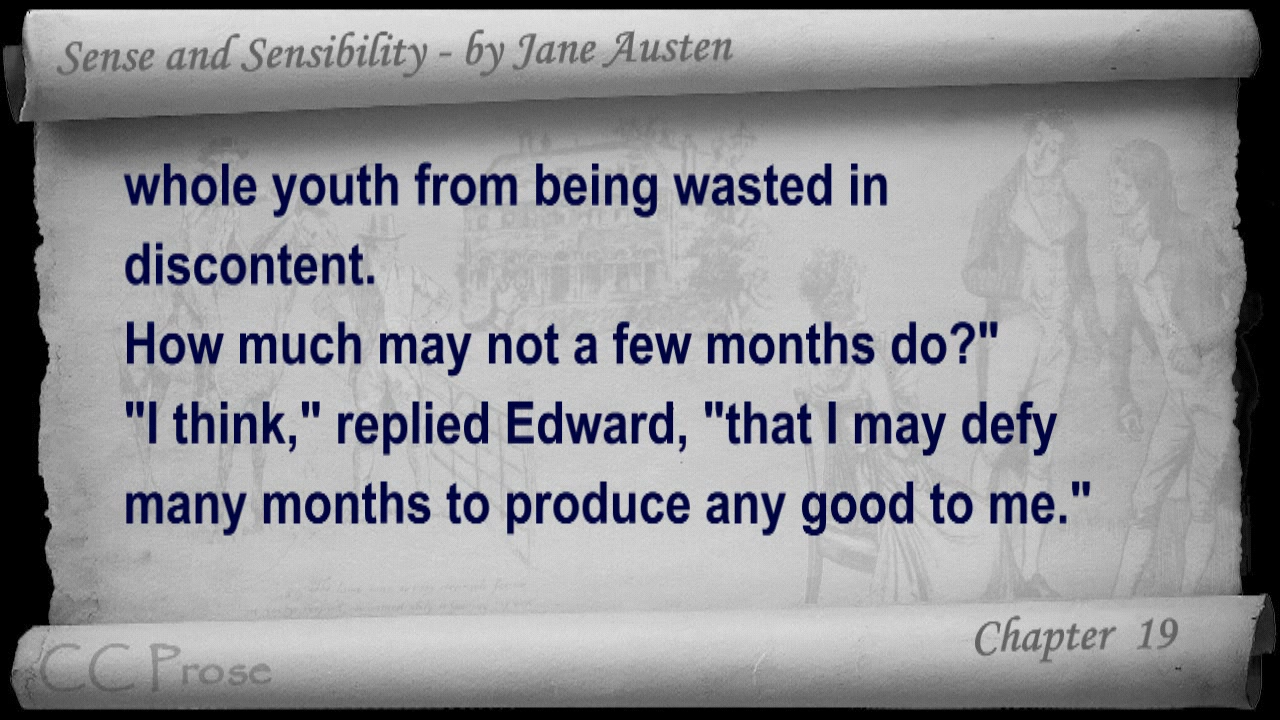 Sense and Sensibility - by Jane Austen
whole youth from being wasted in
discontent.
How much may not a few months do?"
"I think," replied Edward, "that I may defy
many months to produce any good to me."
Chapter 19
CC Prose